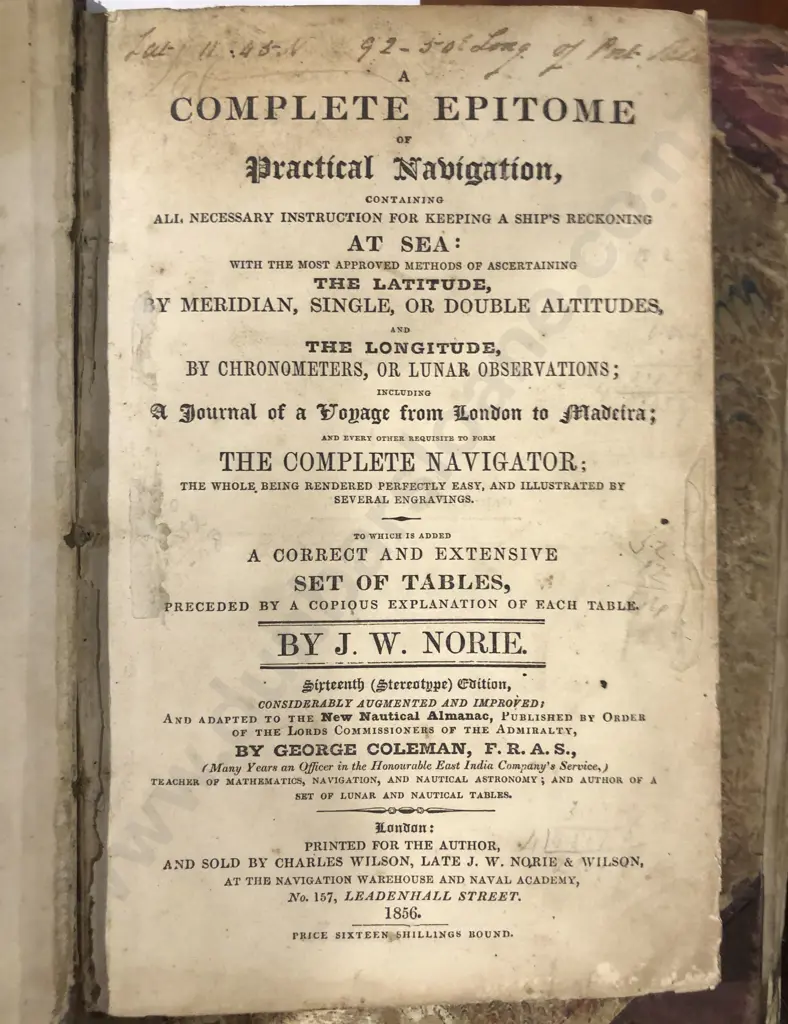 Lat 11.45.N 92-50 Long of Port
A
COMPLETE EPITOME
OF
Practical Navigation,
CONTAINING
ALL NECESSARY INSTRUCTION FOR KEEPING A SHIP'S RECKONING
AT SEA:
WITH THE MOST APPROVED METHODS OF ASCERTAINING
THE LATITUDE,
BY MERIDIAN, SINGLE, OR DOUBLE ALTITUDES,
AND
THE LONGITUDE,
BY CHRONOMETERS, OR LUNAR OBSERVATIONS;
INCLUDING
A Journal of a Voyage from London to Madeira;
AND EVERY OTHER REQUISITE TO FORM
THE COMPLETE NAVIGATOR;
THE WHOLE BEING RENDERED PERFECTLY EASY, AND ILLUSTRATED BY
SEVERAL ENGRAVINGS.
TO WHICH IS ADDED
A CORRECT AND EXTENSIVE
SET OF TABLES,
PRECEDED BY A COPIOUS EXPLANATION OF EACH TABLE.
BY J. W. NORIE.
Sixteenth (Stereotype) Edition,
CONSIDERABLY AUGMENTED AND IMPROVED;
AND ADAPTED TO THE New Nautical Almanac, PUBLISHED BY ORDER
OF THE LORDS COMMISSIONERS OF THE ADMIRALTY,
BY GEORGE COLEMAN, F.R.A.S.,
(Many Years an Officer in the Honourable East India Company's Service,)
TEACHER OF MATHEMATICS, NAVIGATION, AND NAUTICAL ASTRONOMY; AND AUTHOR OF A
SET OF LUNAR AND NAUTICAL TABLES.
London:
PRINTED FOR THE AUTHOR,
AND SOLD BY CHARLES WILSON, LATE J. W. NORIE & WILSON,
AT THE NAVIGATION WAREHOUSE AND NAVAL ACADEMY,
No. 157, LEADENHALL STREET.
1856.
PRICE SIXTEEN SHILLINGS BOUND.